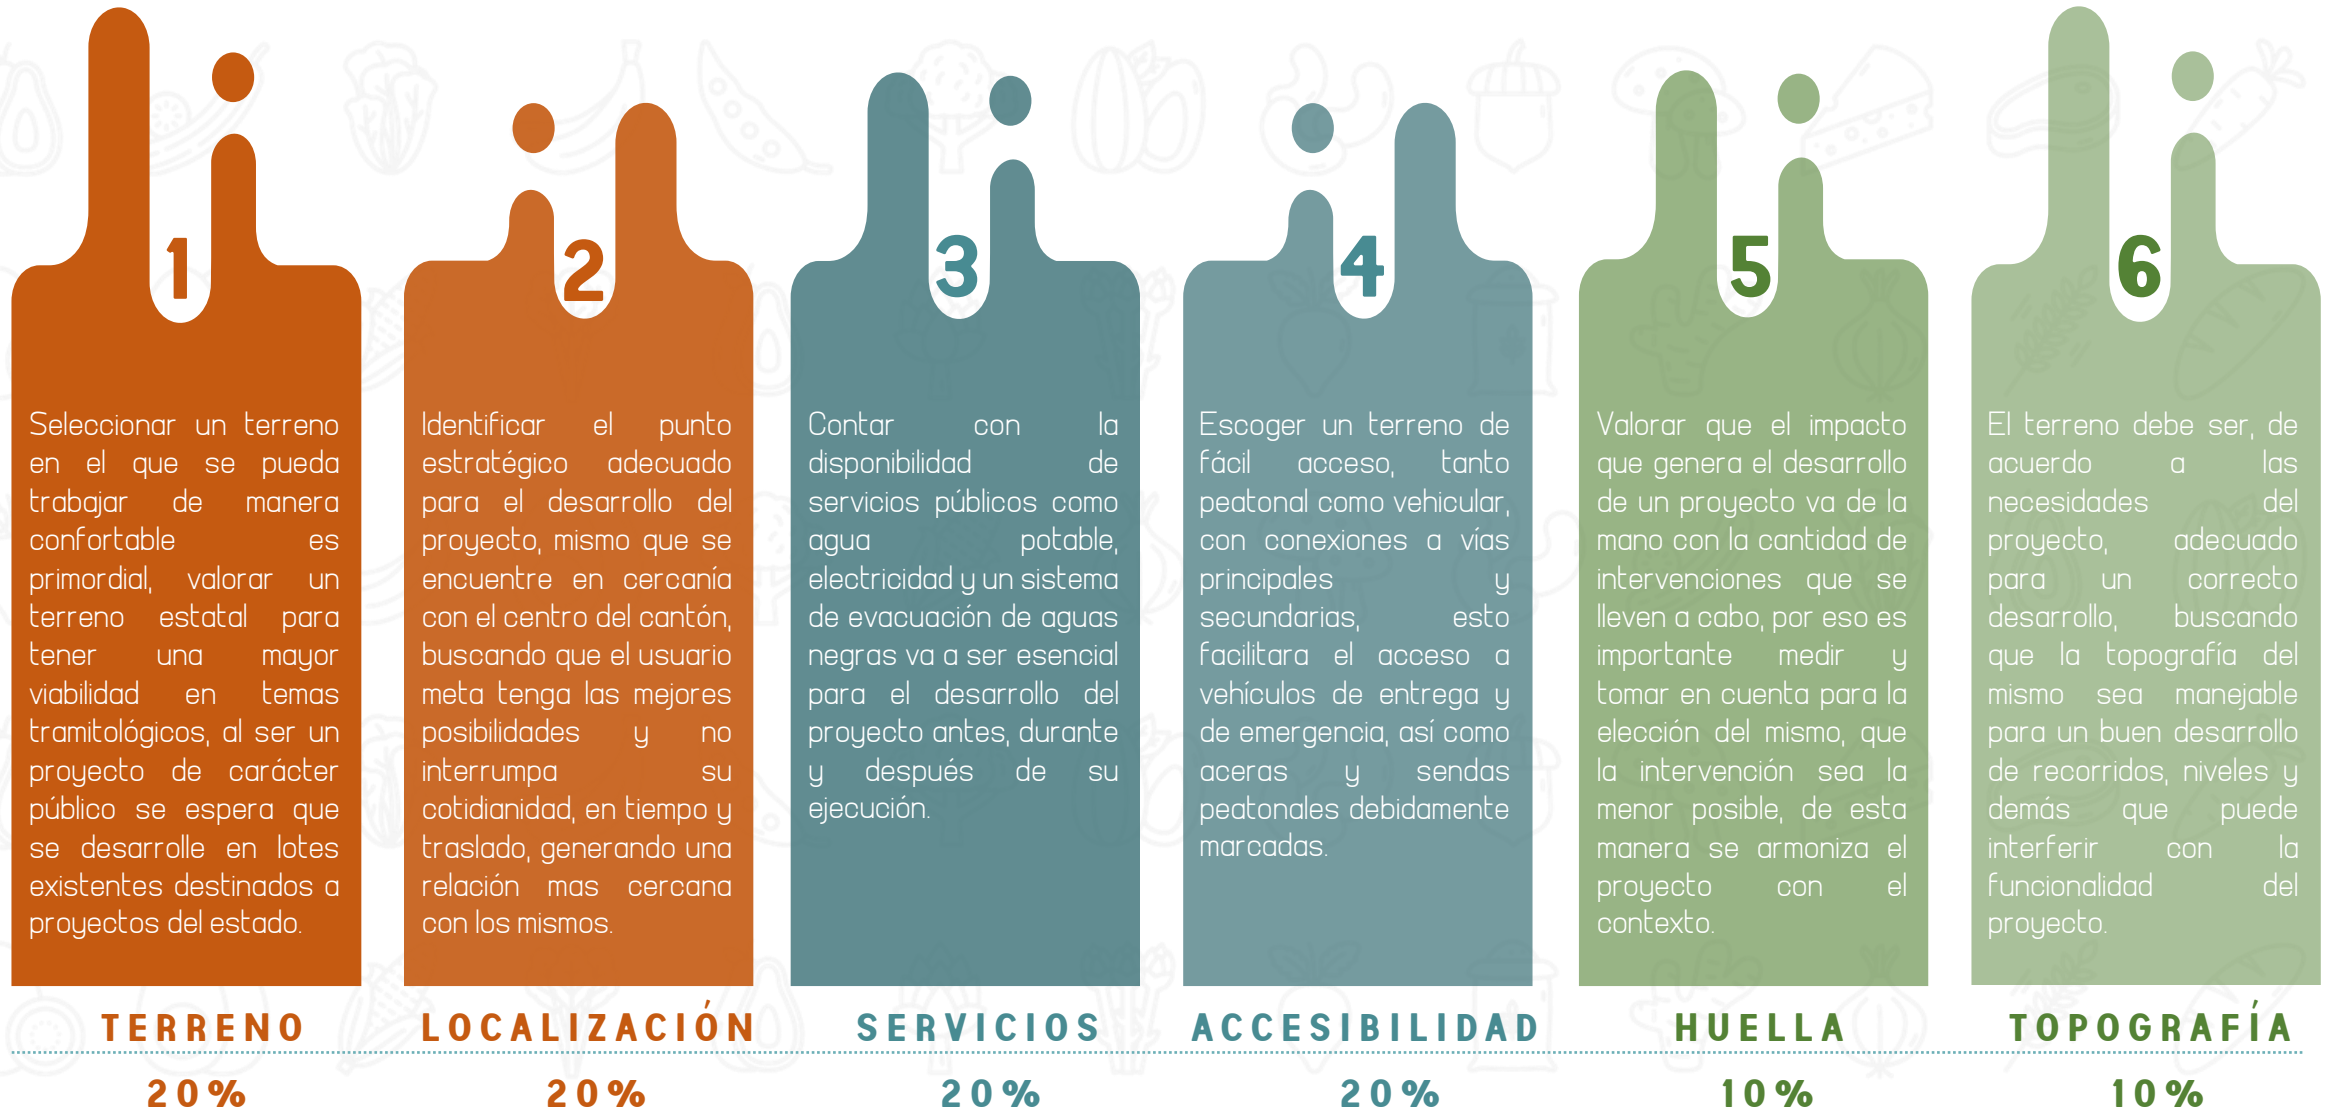 1
Seleccionar un terreno
en el que se pueda
trabajar de manera
confortable es
primordial, valorar un
terreno estatal para
tener una mayor
viabilidad en temas
tramitológicos, al ser un
proyecto de carácter
público se espera que
se desarrolle en lotes
existentes destinados a
proyectos del estado.
TERRENO
20%
2
Identificar el punto
estratégico adecuado
para el desarrollo del
proyecto, mismo que se
encuentre en cercanía
con el centro del cantón,
buscando que el usuario
meta tenga las mejores
posibilidades y no
interrumpa su
cotidianidad, en tiempo y
traslado, generando una
relación mas cercana
con los mismos.
LOCALIZACIÓN
20%
3
Contar con la
disponibilidad de
servicios públicos como
agua potable,
electricidad y un sistema
de evacuación de aguas
negras va a ser esencial
para el desarrollo del
proyecto antes, durante
y después de su
ejecución.
SERVICIOS
20%
4
Escoger un terreno de
fácil acceso, tanto
peatonal como vehicular,
con conexiones a vías
principales y
secundarias, esto
facilitara el acceso a
vehículos de entrega y
de emergencia, así como
aceras y sendas
peatonales debidamente
marcadas.
ACCESIBILIDAD
20%
5
Valorar que el impacto
que genera el desarrollo
de un proyecto va de la
mano con la cantidad de
intervenciones que se
lleven a cabo, por eso es
importante medir y
tomar en cuenta para la
elección del mismo, que
la intervención sea la
menor posible, de esta
manera se armoniza el
proyecto con el
contexto.
HUELLA
10%
6
El terreno debe ser, de
acuerdo a las
necesidades del
proyecto, adecuado
para un correcto
desarrollo, buscando
que la topografía del
mismo sea manejable
para un buen desarrollo
de recorridos, niveles y
demás que puede
interferir con la
funcionalidad del
proyecto.
TOPOGRAFÍA
10%